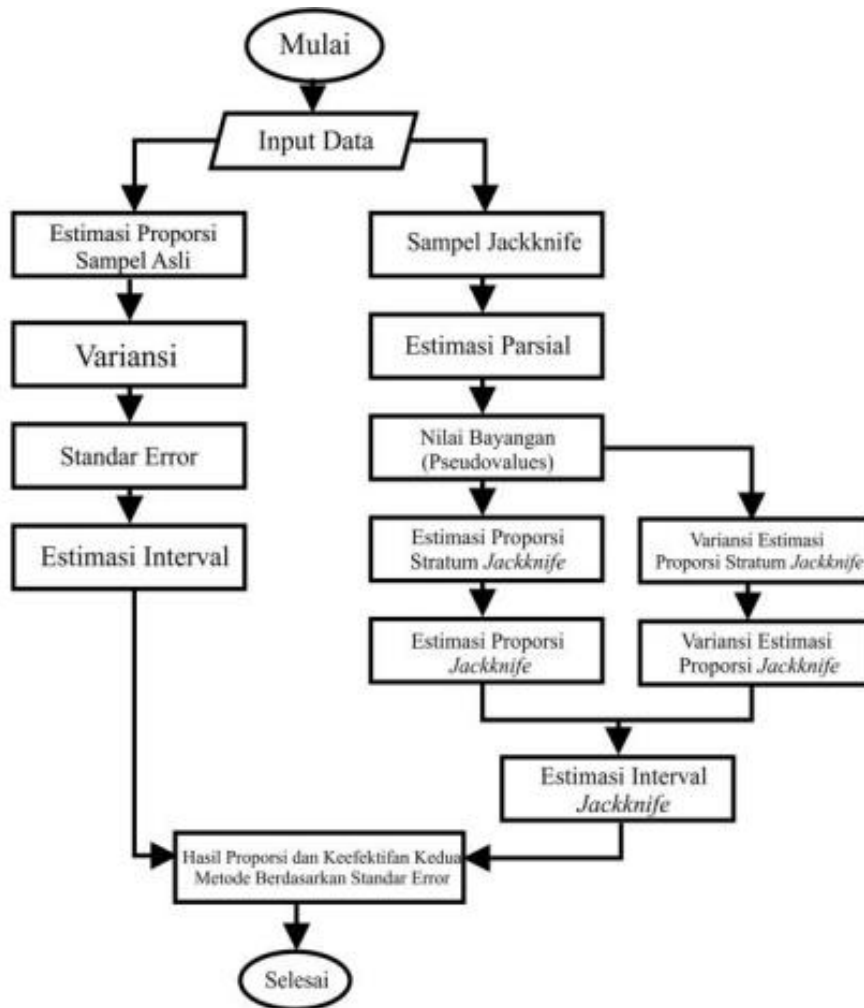 Mulai
Input Data
Estimasi Proporsi
Sampel Asli
Variansi
Standar Error
Estimasi Interval
Sampel Jackknife
Estimasi Parsial
Nilai Bayangan
(Pseudovalues)
Estimasi Proporsi
Stratum Jackknife
Estimasi Proporsi
Jackknife
Variansi Estimasi
Proporsi Stratum Jackknife
Variansi Estimasi
Proporsi Jackknife
Estimasi Interval
Jackknife
Hasil Proporsi dan Keefektifan Kedua
Metode Berdasarkan Standar Error
Selesai